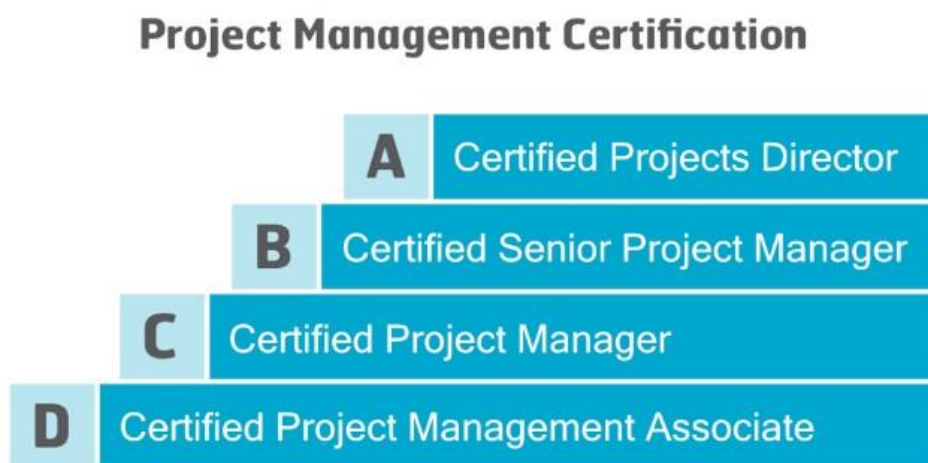 Project Management Certification
A Certified Projects Director
B Certified Senior Project Manager
C Certified Project Manager
D Certified Project Management Associate